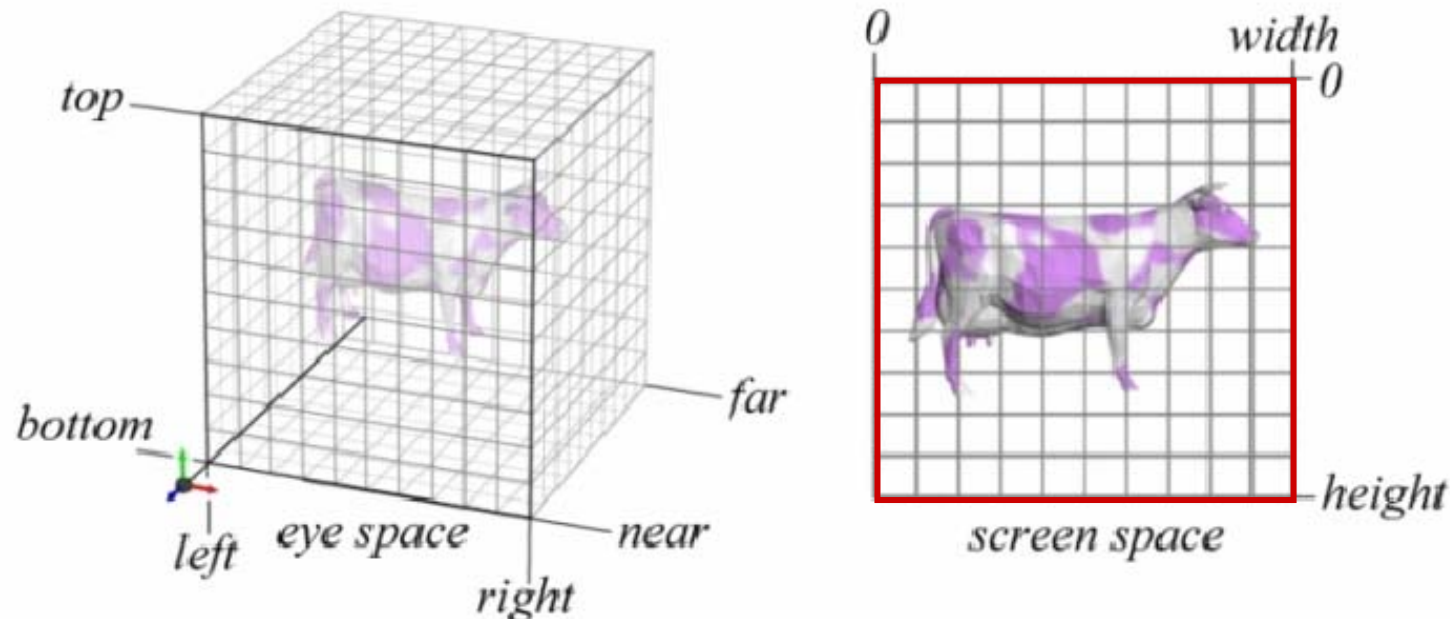 top
bottom
left
eye space
near
right
far
0
width
0
height
screen space